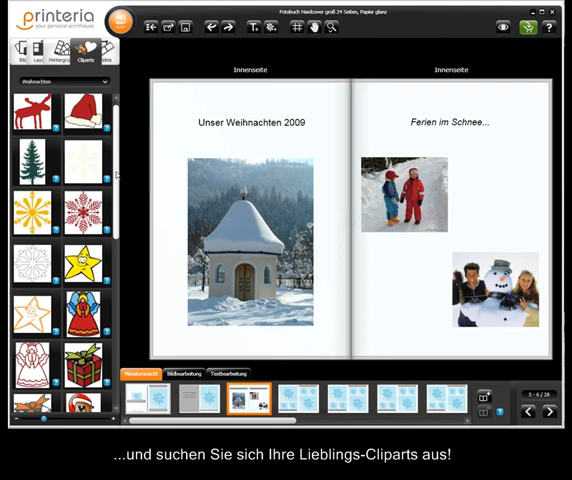 printeria
your personal printhouse
Fotobuch Hardcover groß 24 Seiten, Papier glanz
Cliparts
Weihnachten
Innenseite
Innenseite
Unser Weihnachten 2009
Ferien im Schnee...
Miniaturansicht
Bildbearbeitung
Textbearbeitung
5 - 6 / 28
...und suchen Sie sich Ihre Lieblings-Cliparts aus!